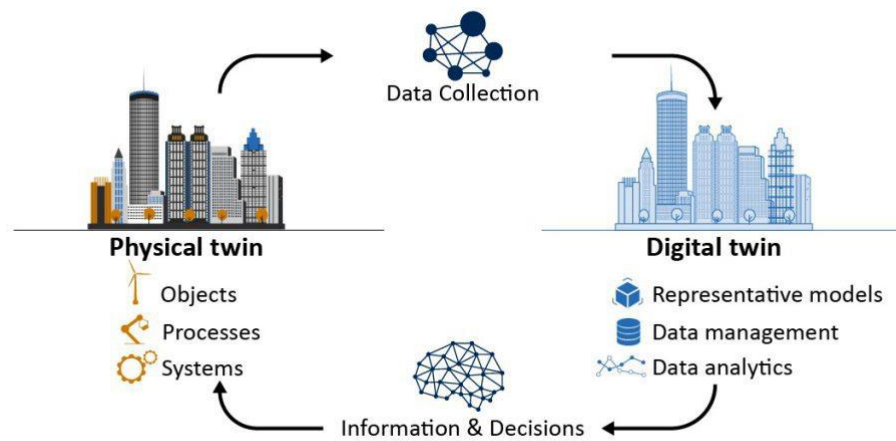 Data Collection
Physical twin
Digital twin
Objects
Processes
Systems
Representative models
Data management
Data analytics
Information & Decisions